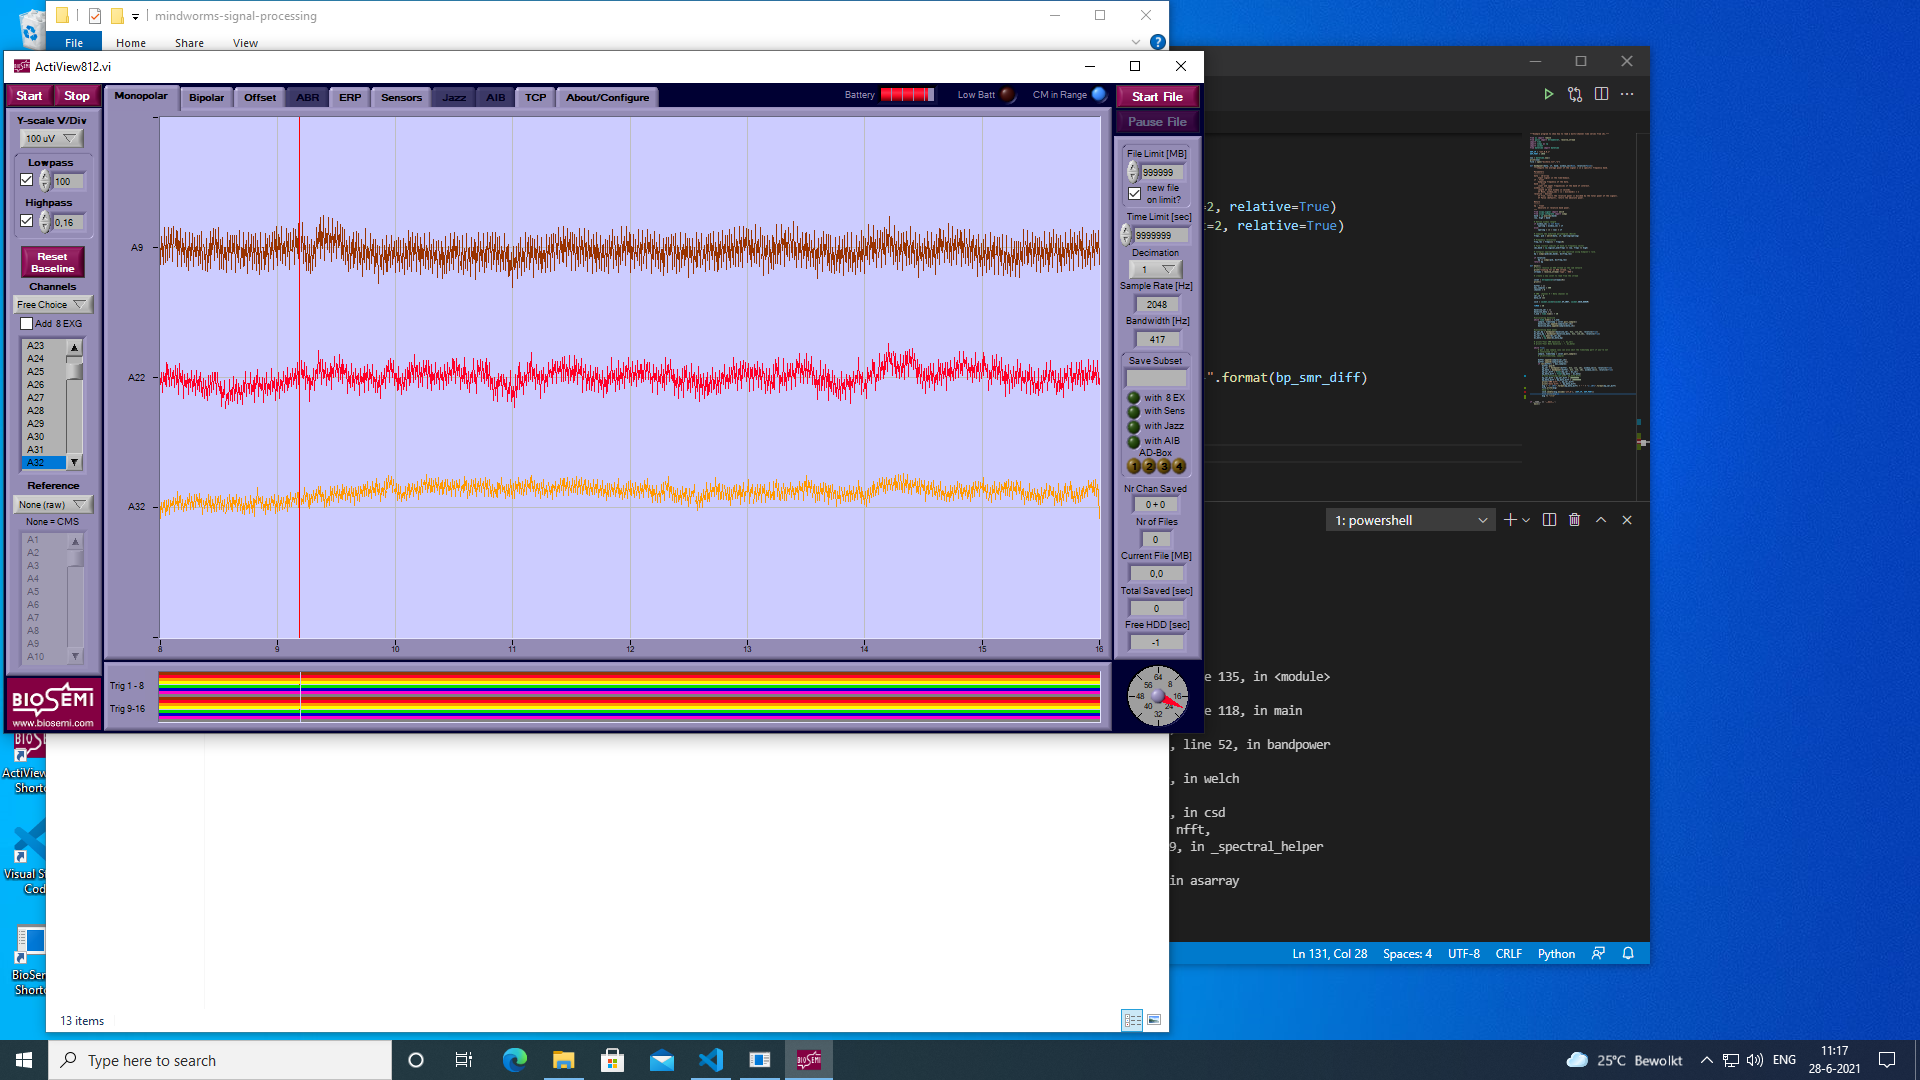 mindworms-signal-processing
File
Home
Share
View
ActiView812.vi
Start
Stop
Monopolar
Bipolar
Offset
ABR
ERP
Sensors
Jazz
AIB
TCP
About/Configure
Battery
Low Batt
CM in Range
Start File
Pause File
Y-scale V/Div
100 uV
Lowpass
100
Highpass
0,16
Reset
Baseline
Channels
Free Choice
Add 8 EXG
A23
A24
A25
A26
A27
A28
A29
A30
A31
A32
Reference
None (raw)
None = CMS
A1
A2
A3
A4
A5
A6
A7
A8
A9
A10
BIOSEMI
www.biosemi.com
A9
A22
A32
8
9
10
11
12
13
14
15
16
Trig 1 - 8
Trig 9-16
File Limit [MB]
999999
new file
on limit?
Time Limit [sec]
9999999
Decimation
1
Sample Rate [Hz]
2048
Bandwidth [Hz]
417
Save Subset
with 8 EX
with Sens
with Jazz
with AIB
AD-Box
1 2 3 4
Nr Chan Saved
0 + 0
Nr of Files
0
Current File [MB]
0,0
Total Saved [sec]
0
Free HDD [sec]
-1
64
56 8
48 16
40 24
32
=2, relative=True)
=2, relative=True)
".format(bp_smr_diff)
1: powershell
e 135, in <module>
e 118, in main
, line 52, in bandpower
, in welch
, in csd
nfft,
9, in _spectral_helper
in asarray
Ln 131, Col 28
Spaces: 4
UTF-8
CRLF
Python
BIOS
ActiView
Shortc
Visual St
Cod
BioSem
Shortc
13 items
Type here to search
BIOSEMI
25°C Bewolkt
ENG
11:17
28-6-2021